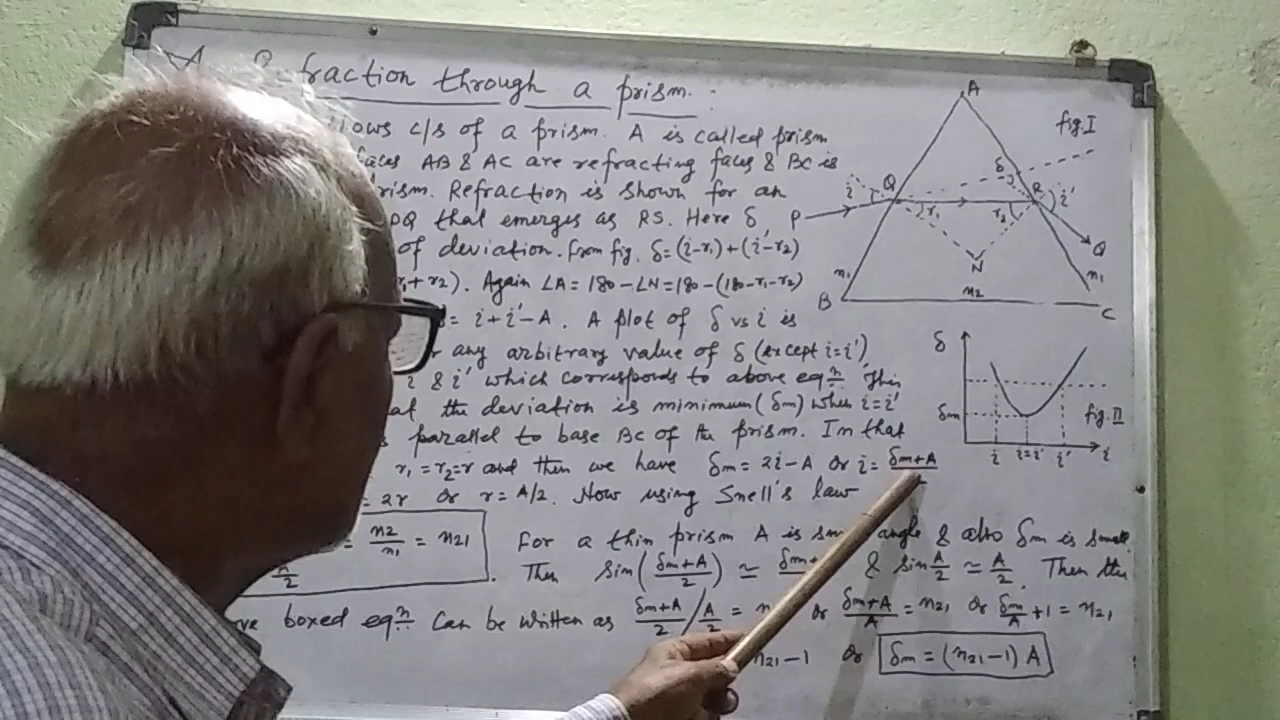 fraction through a prism.
llows c/s of a prism. A is called prism
faces AB & AC are refracting faces & BC is
rism. Refraction is shown for an
PQ that emerges as RS. Here δ
of deviation. From fig. δ = (i-r₁) + (i'-r₂)
r₁+r₂). Again ∠A = 180 - ∠N = 180 - (180-r₁-r₂)
= i+i'-A. A plot of δ vs i is
any arbitrary value of δ (except i=i')
i & i' which corresponds to above eqⁿ. This
at the deviation is minimum (δm) when i=i'
s parallel to base BC of the prism. In that
r₁=r₂=r and then we have δm = 2i-A or i = δm+A
= 2r or r = A/2. Now using Snell's law
= n₂/n₁ = n₂₁
/2
For a thin prism A is angle & also δm is small.
Then sin(δm+A/2) ≃ δm & sin A/2 ≃ A/2. Then the
ve boxed eqⁿ can be written as δm+A/2 / A/2 = n or δm+A/A = n₂₁ or δm/A + 1 = n₂₁
n₂₁-1 or δm = (n₂₁-1) A
A
fig. I
δ
i
Q
R
i'
P
r₁
r₂
Q
N
n₁
n₁
B
n₂
C
δ
δm
fig. II
i
i=i'
i'
i